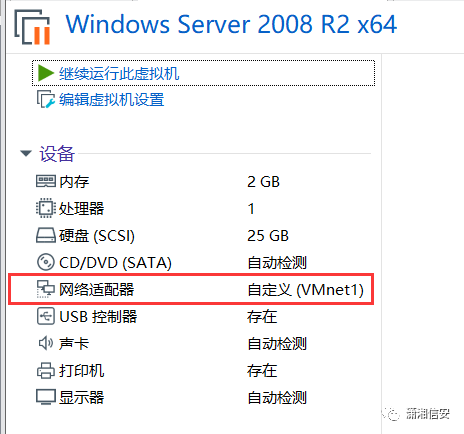 Windows Server 2008 R2 x64
继续运行此虚拟机
编辑虚拟机设置
设备
内存 2 GB
处理器 1
硬盘 (SCSI) 25 GB
CD/DVD (SATA) 自动检测
网络适配器 自定义 (VMnet1)
USB 控制器 存在
声卡 自动检测
打印机 存在
显示器 自动检测
潇湘信安